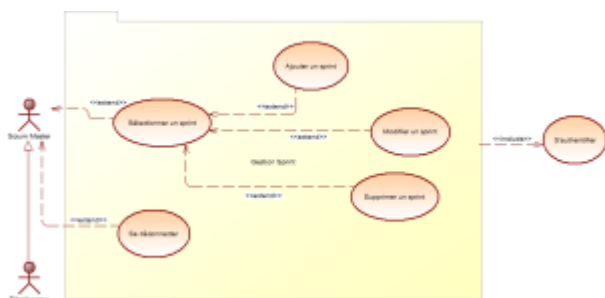 Ajouter un sprint
<<extend>>
<<extend>>
Scrum Master
Sélectionner un sprint
Modifier un sprint
<<extend>>
<<include>>
S'authentifier
Gestion Sprint
<<extend>>
Supprimer un sprint
<<extend>>
Se déconnecter